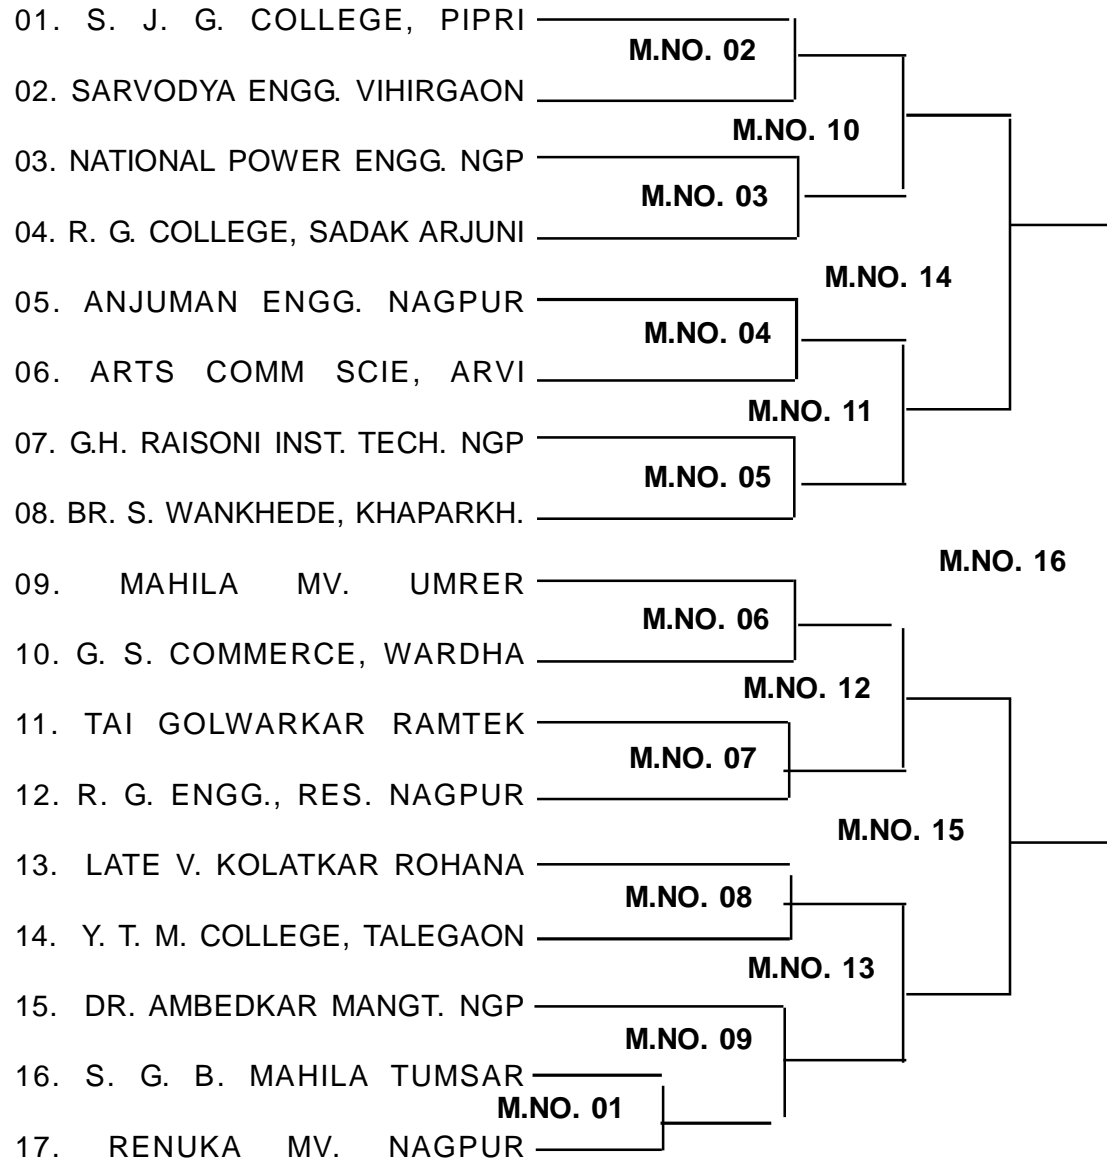 01. S. J. G. COLLEGE, PIPRI
M.NO. 02
02. SARVODYA ENGG. VIHIRGAON
M.NO. 10
03. NATIONAL POWER ENGG. NGP
M.NO. 03
04. R. G. COLLEGE, SADAK ARJUNI
M.NO. 14
05. ANJUMAN ENGG. NAGPUR
M.NO. 04
06. ARTS COMM SCIE, ARVI
M.NO. 11
07. G.H. RAISONI INST. TECH. NGP
M.NO. 05
08. BR. S. WANKHEDE, KHAPARKH.
M.NO. 16
09. MAHILA MV. UMRER
M.NO. 06
10. G. S. COMMERCE, WARDHA
M.NO. 12
11. TAI GOLWARKAR RAMTEK
M.NO. 07
12. R. G. ENGG., RES. NAGPUR
M.NO. 15
13. LATE V. KOLATKAR ROHANA
M.NO. 08
14. Y. T. M. COLLEGE, TALEGAON
M.NO. 13
15. DR. AMBEDKAR MANGT. NGP
M.NO. 09
16. S. G. B. MAHILA TUMSAR
M.NO. 01
17. RENUKA MV. NAGPUR